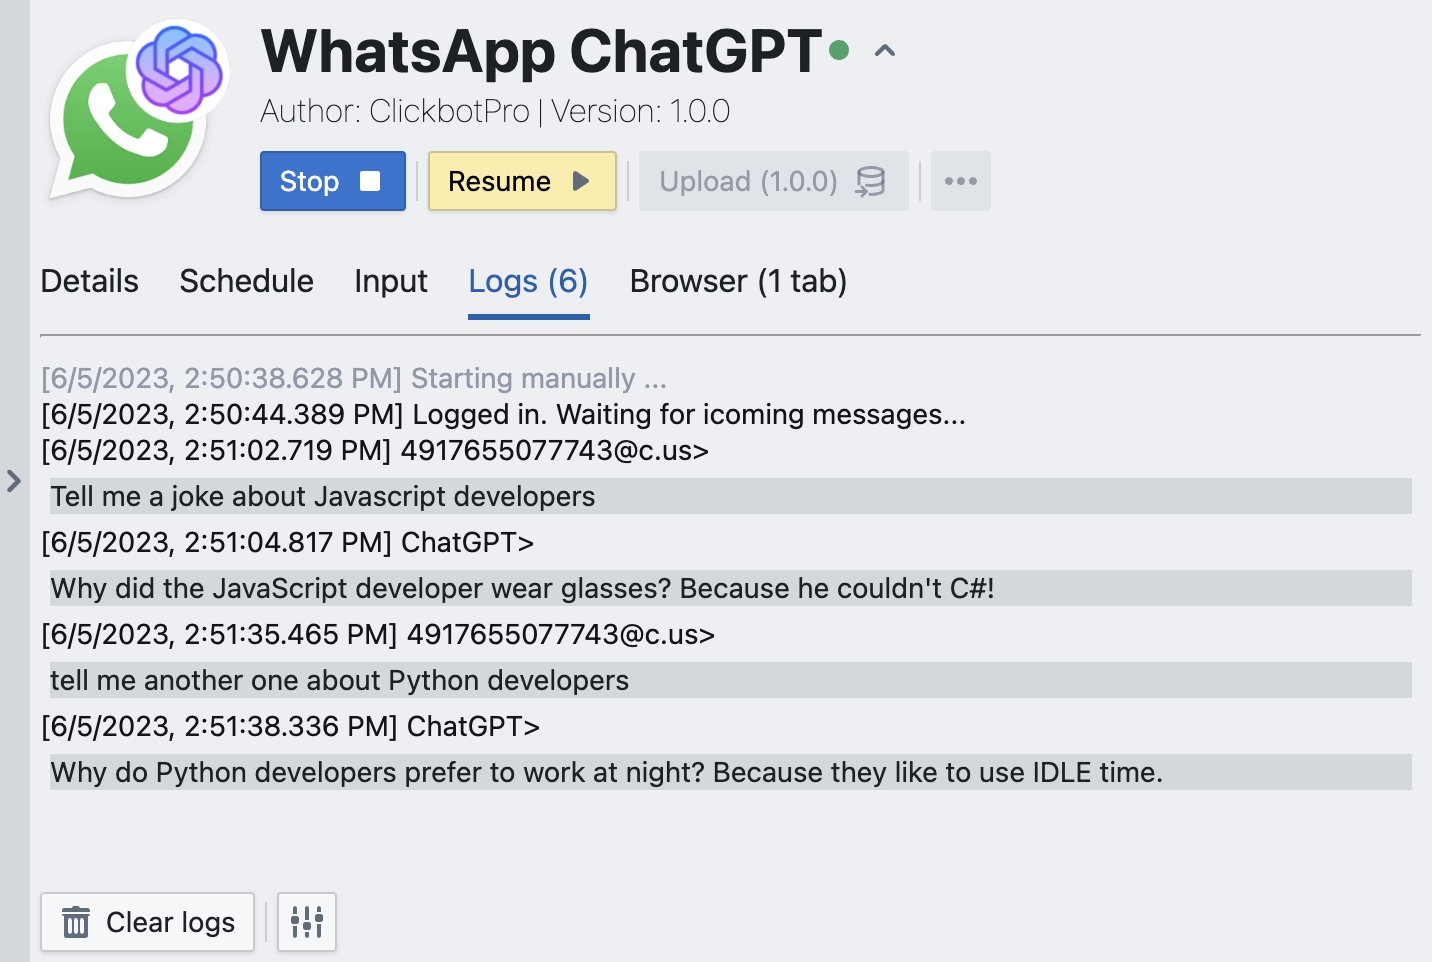 WhatsApp ChatGPT
Author: ClickbotPro | Version: 1.0.0
Stop Resume Upload (1.0.0)
Details Schedule Input Logs (6) Browser (1 tab)
[6/5/2023, 2:50:38.628 PM] Starting manually ...
[6/5/2023, 2:50:44.389 PM] Logged in. Waiting for icoming messages...
[6/5/2023, 2:51:02.719 PM] 4917655077743@c.us>
Tell me a joke about Javascript developers
[6/5/2023, 2:51:04.817 PM] ChatGPT>
Why did the JavaScript developer wear glasses? Because he couldn't C#!
[6/5/2023, 2:51:35.465 PM] 4917655077743@c.us>
tell me another one about Python developers
[6/5/2023, 2:51:38.336 PM] ChatGPT>
Why do Python developers prefer to work at night? Because they like to use IDLE time.
Clear logs